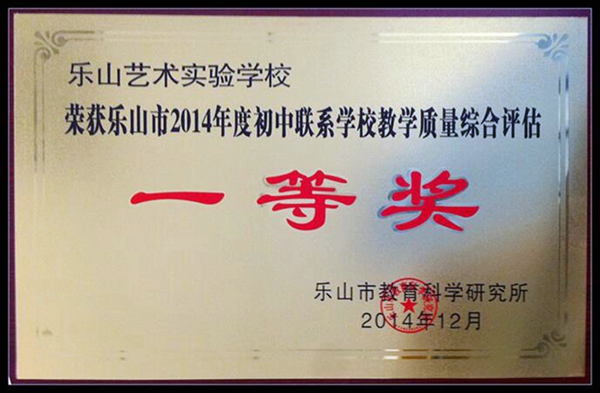 乐山艺术实验学校
荣获乐山市2014年度初中联系学校教学质量综合评估
一等奖
乐山市教育科学研究所
2014年12月